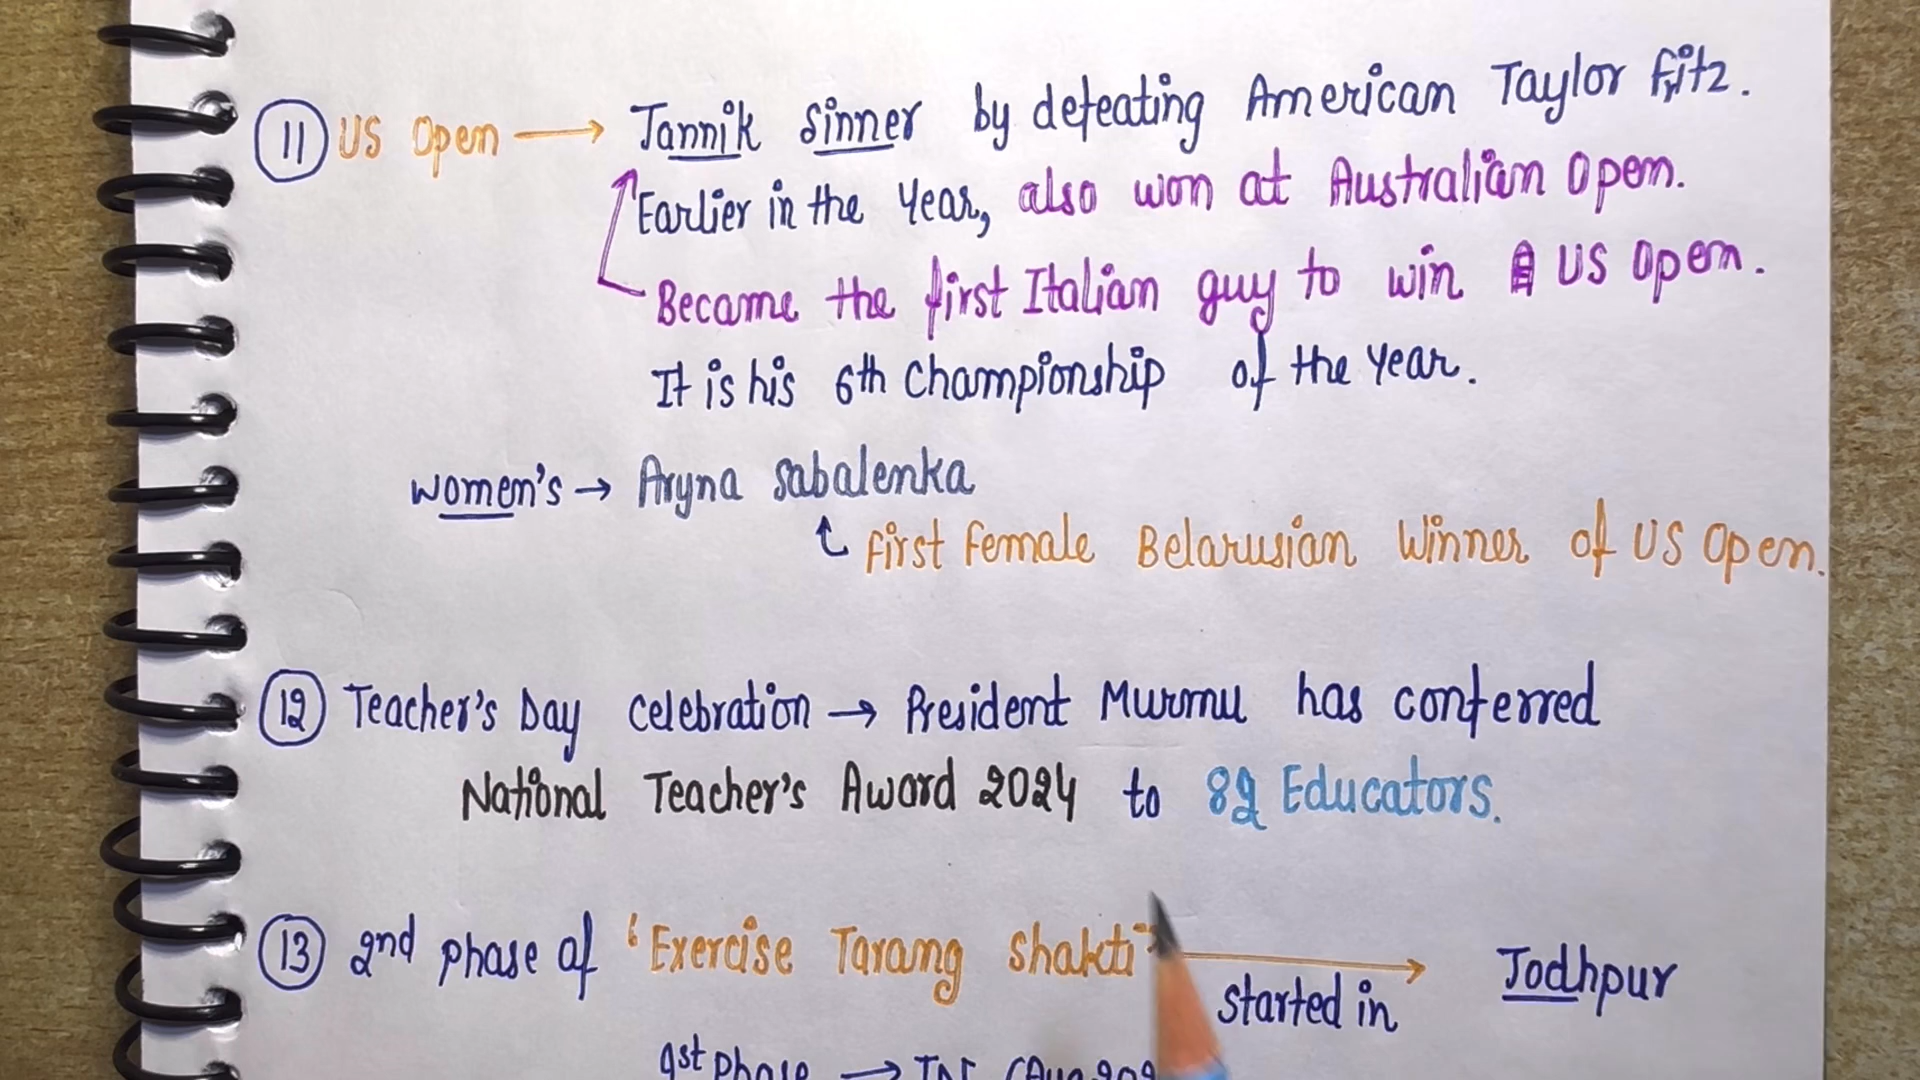 11 US Open → Jannik Sinner by defeating American Taylor Fritz.
Earlier in the year, also won at Australian Open.
Became the first Italian guy to win US Open.
It is his 6th Championship of the year.
Women's → Aryna Sabalenka
First Female Belarusian Winner of US Open.
12 Teacher's Day celebration → President Murmu has conferred
National Teacher's Award 2024 to 82 Educators.
13 2nd phase of 'Exercise Tarang Shakti' → Jodhpur
started in
1st Phase →